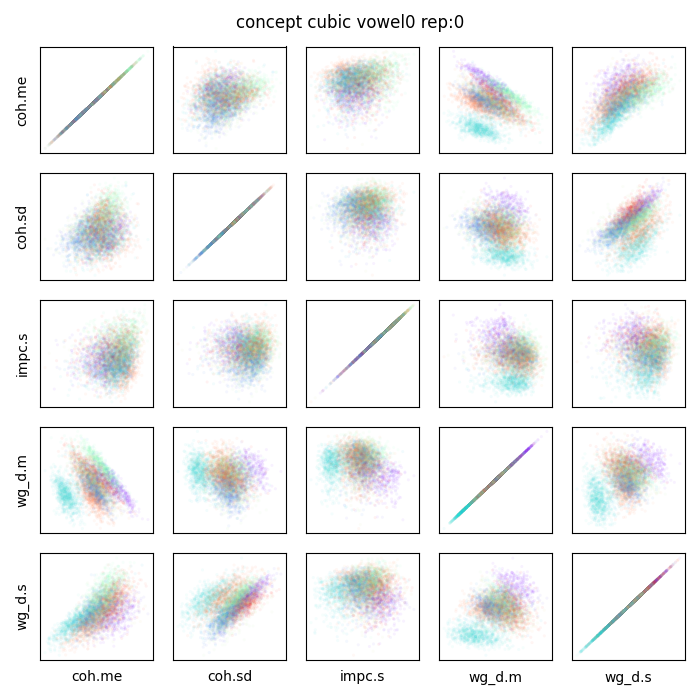 concept cubic vowel0 rep:0
coh.me
coh.sd
impc.s
wg_d.m
wg_d.s
coh.me coh.sd impc.s wg_d.m wg_d.s